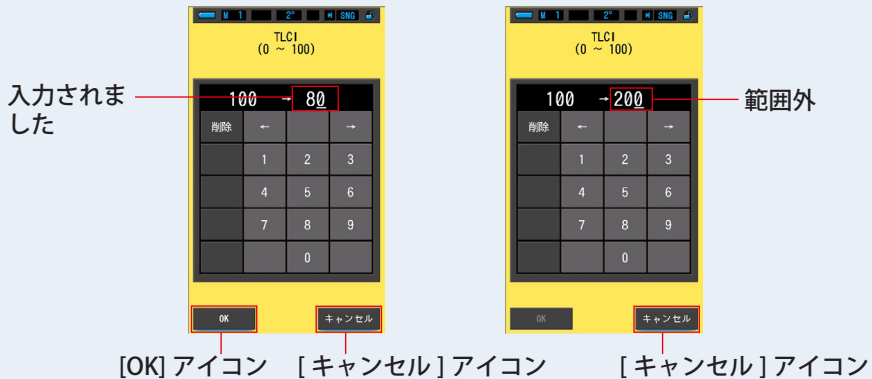 M 1 2° SNG
TLCI
(0 ~ 100)
入力されま
した
100 → 80
削除 ← →
1 2 3
4 5 6
7 8 9
0
OK キャンセル
[OK] アイコン [ キャンセル ] アイコン
M 1 2° SNG
TLCI
(0 ~ 100)
100 → 200
範囲外
削除 ← →
1 2 3
4 5 6
7 8 9
0
OK キャンセル
[ キャンセル ] アイコン